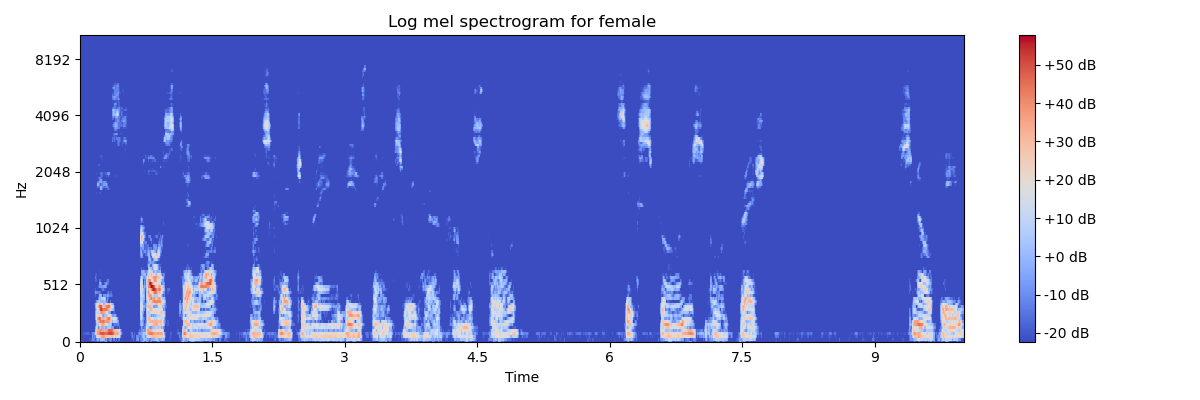 Log mel spectrogram for female
8192
4096
2048
1024
512
0
Hz
0 1.5 3 4.5 6 7.5 9
Time
+50 dB
+40 dB
+30 dB
+20 dB
+10 dB
+0 dB
-10 dB
-20 dB